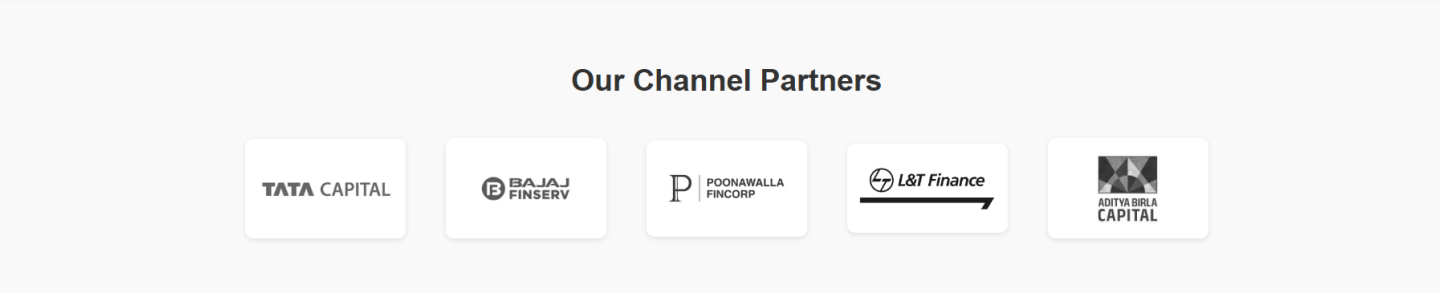 Our Channel Partners
TATA CAPITAL
BAJAJ
FINSERV
P
POONAWALLA
FINCORP
L&T Finance
ADITYA BIRLA
CAPITAL